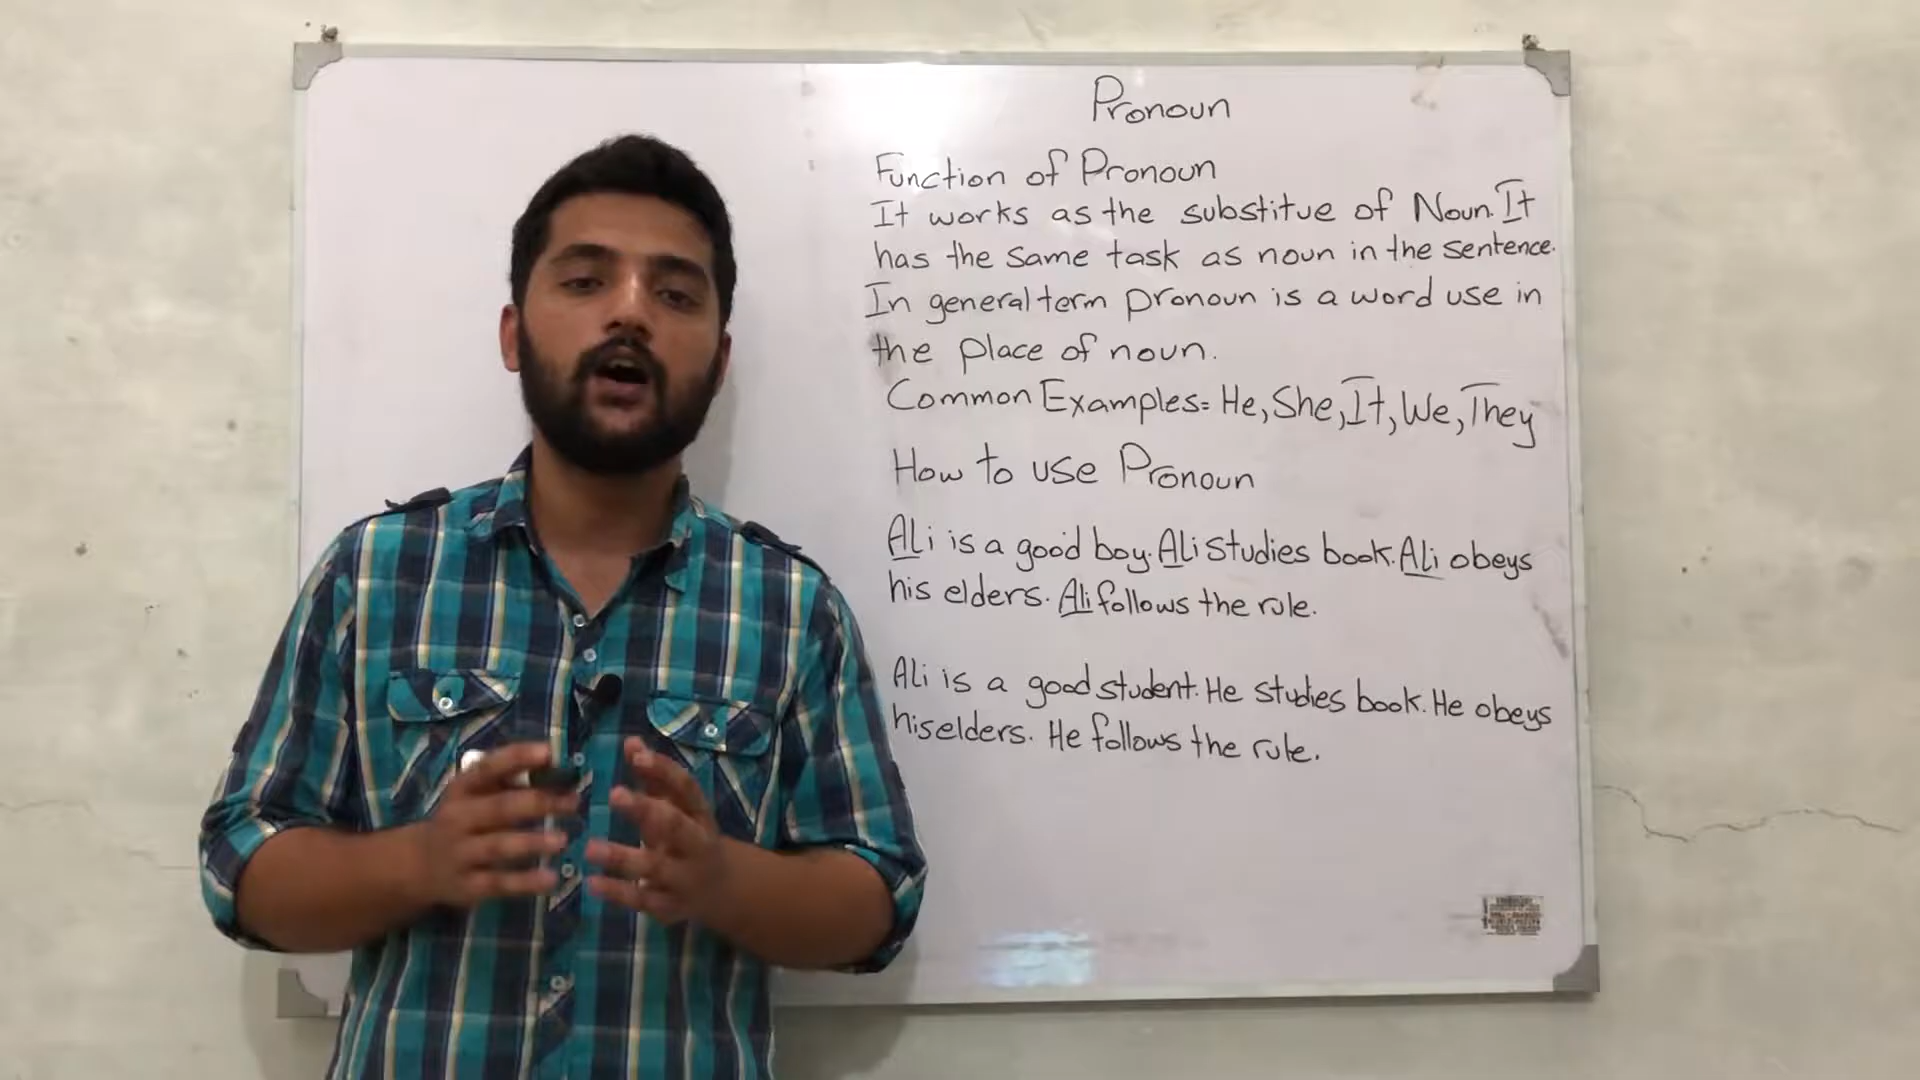 Pronoun
Function of Pronoun
It works as the substitue of Noun. It
has the same task as noun in the sentence.
In general term pronoun is a word use in
the place of noun.
Common Examples= He, She, It, We, They
How to use Pronoun
Ali is a good boy. Ali studies book. Ali obeys
his elders. Ali follows the rule.
Ali is a good student. He studies book. He obeys
his elders. He follows the rule.